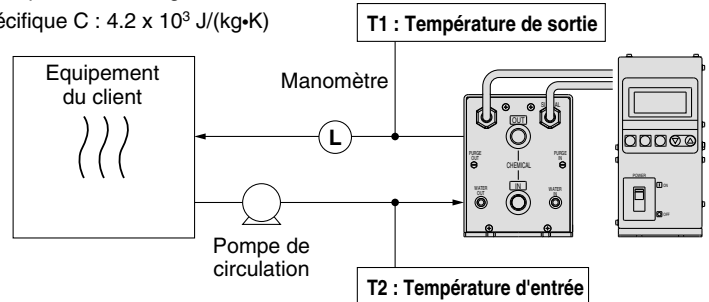 écifique C : 4.2 x 10³ J/(kg•K)
T1 : Température de sortie
Equipement
du client
Manomètre
L
OUT
PURGE
OUT
PURGE
IN
CHEMICAL
IN
WATER
OUT
WATER
IN
POWER
ON
OFF
Pompe de
circulation
T2 : Température d'entrée